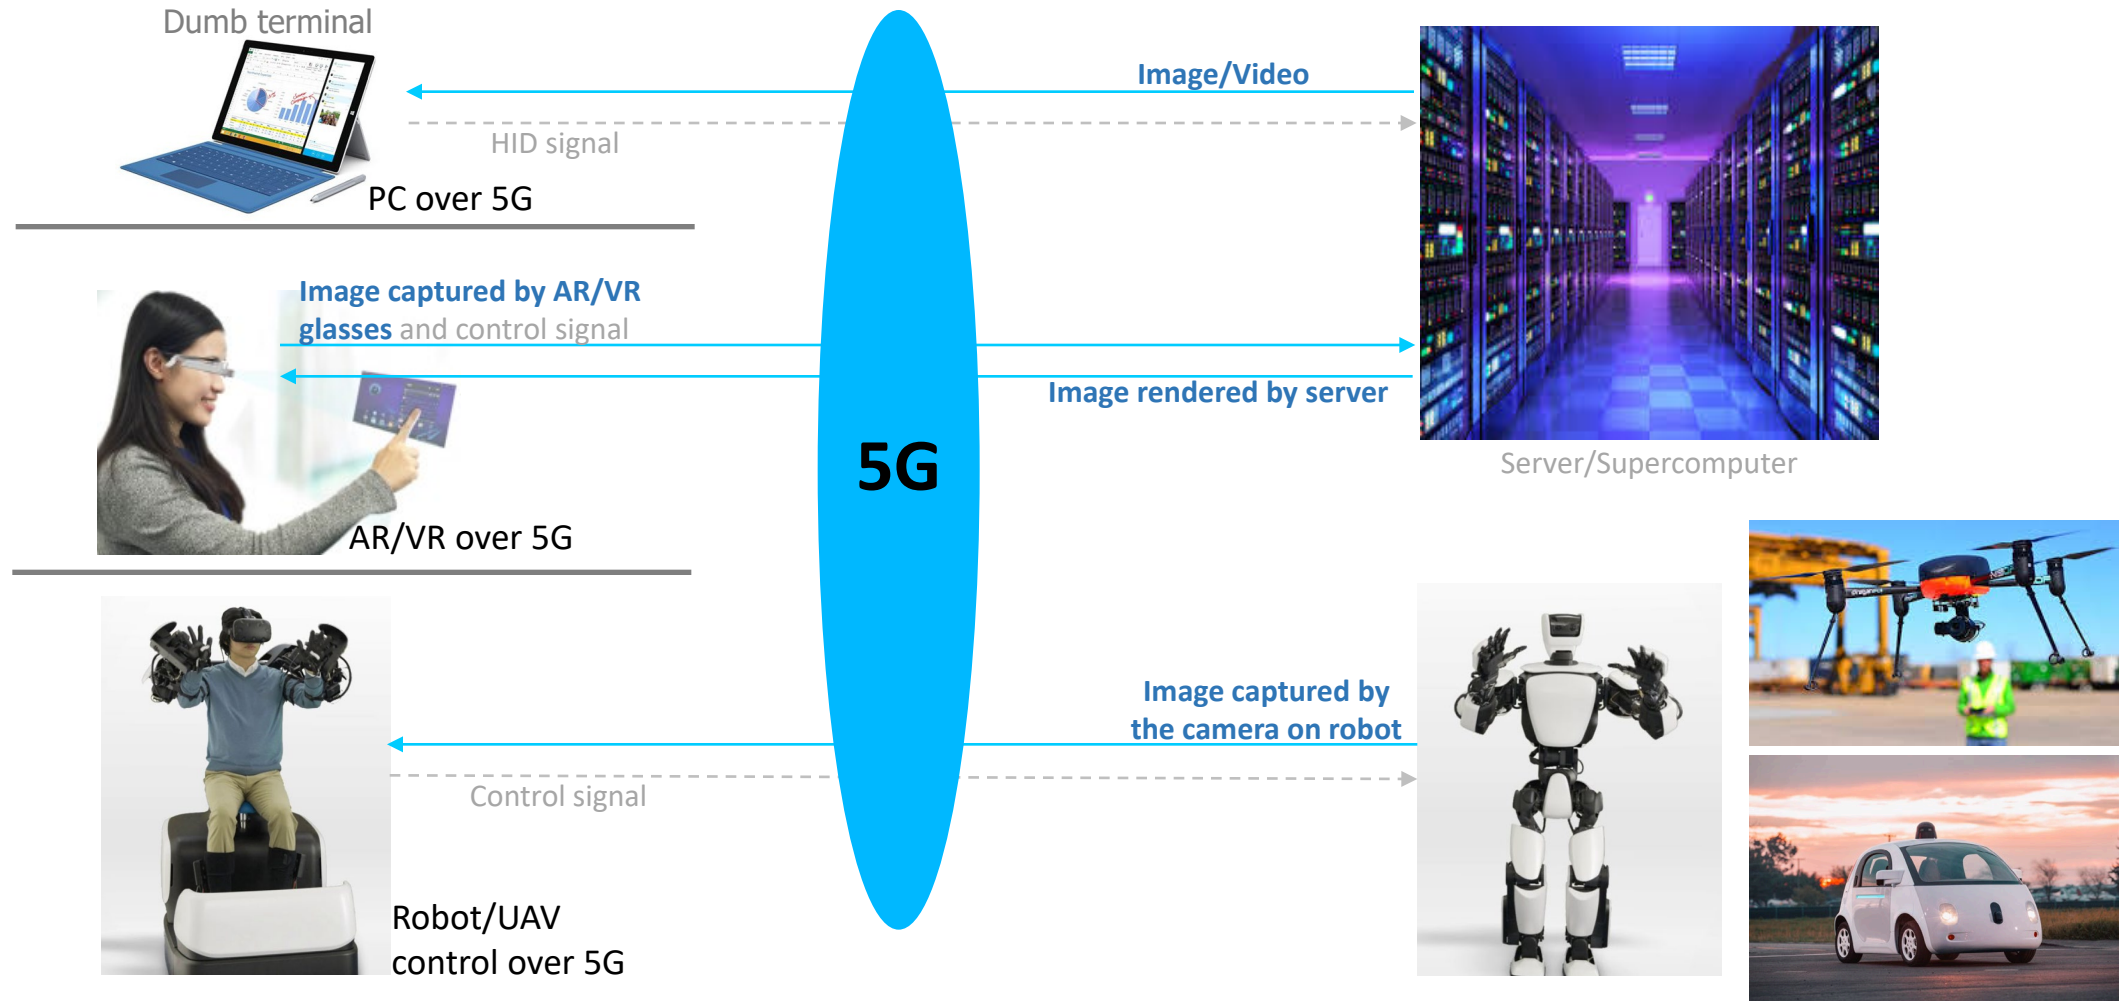 Dumb terminal
Image/Video
HID signal
PC over 5G
Image captured by AR/VR
glasses and control signal
Image rendered by server
5G
Server/Supercomputer
AR/VR over 5G
Image captured by
the camera on robot
Control signal
Robot/UAV
control over 5G